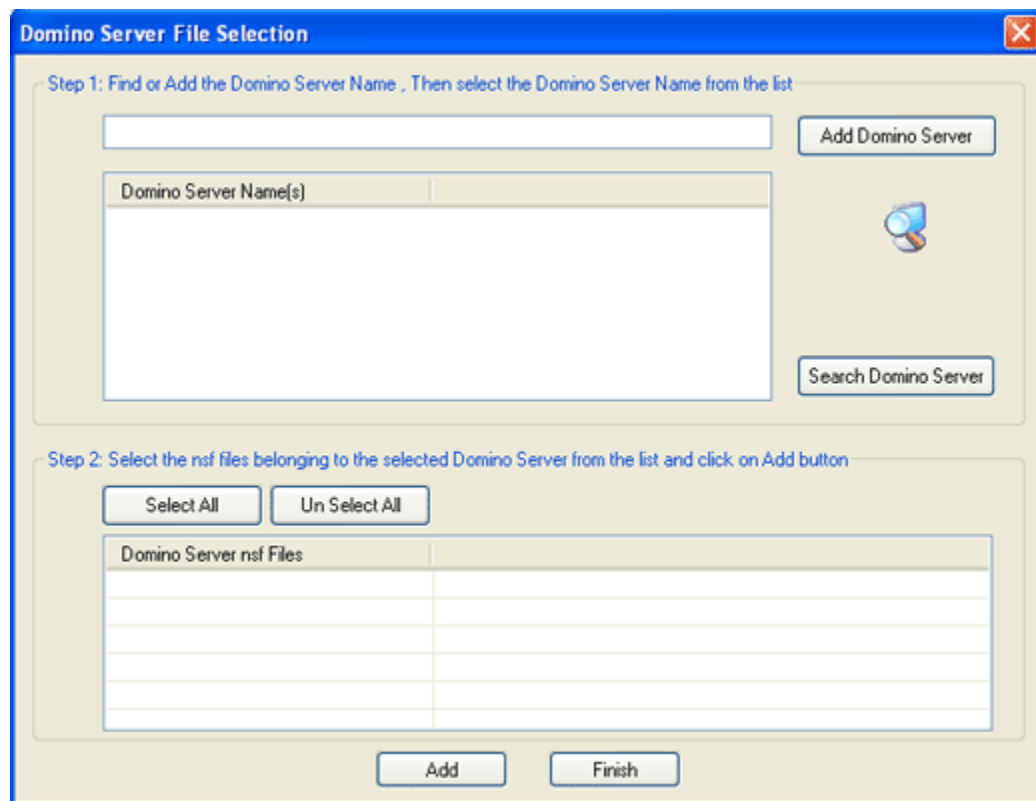 Domino Server File Selection
Step 1: Find or Add the Domino Server Name , Then select the Domino Server Name from the list
Add Domino Server
Domino Server Name(s)
Search Domino Server
Step 2: Select the nsf files belonging to the selected Domino Server from the list and click on Add button
Select All
Un Select All
Domino Server nsf Files
Add
Finish